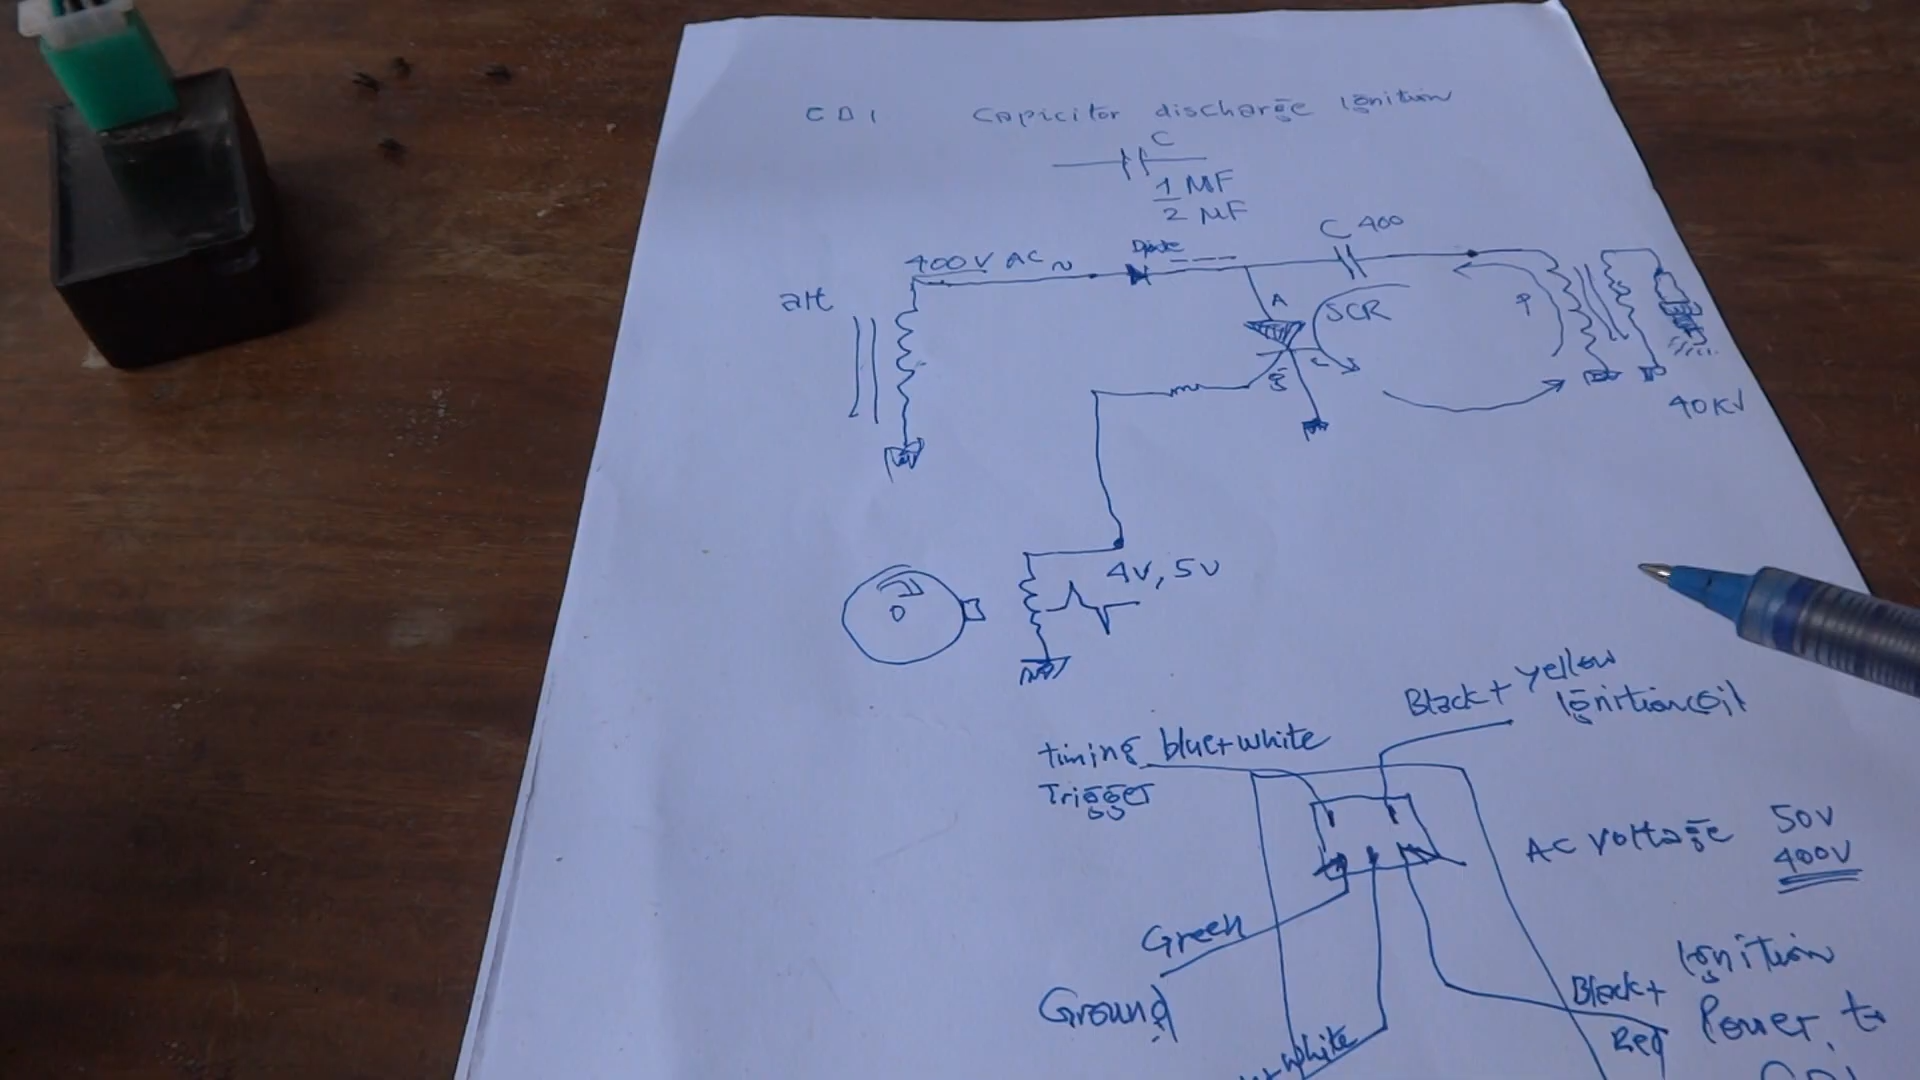 CDI Capicitor discharge Ignition
C
1 MF
2 MF
C 400
Diode
400V AC ~
alt
A
SCR
P
g
40KV
4V, 5V
Black + yellow
Ignition coil
timing blue+white
Trigger
AC voltage 50V
400V
Green
Ground
Ignition
Black+
Power to
Red
+white
CDI